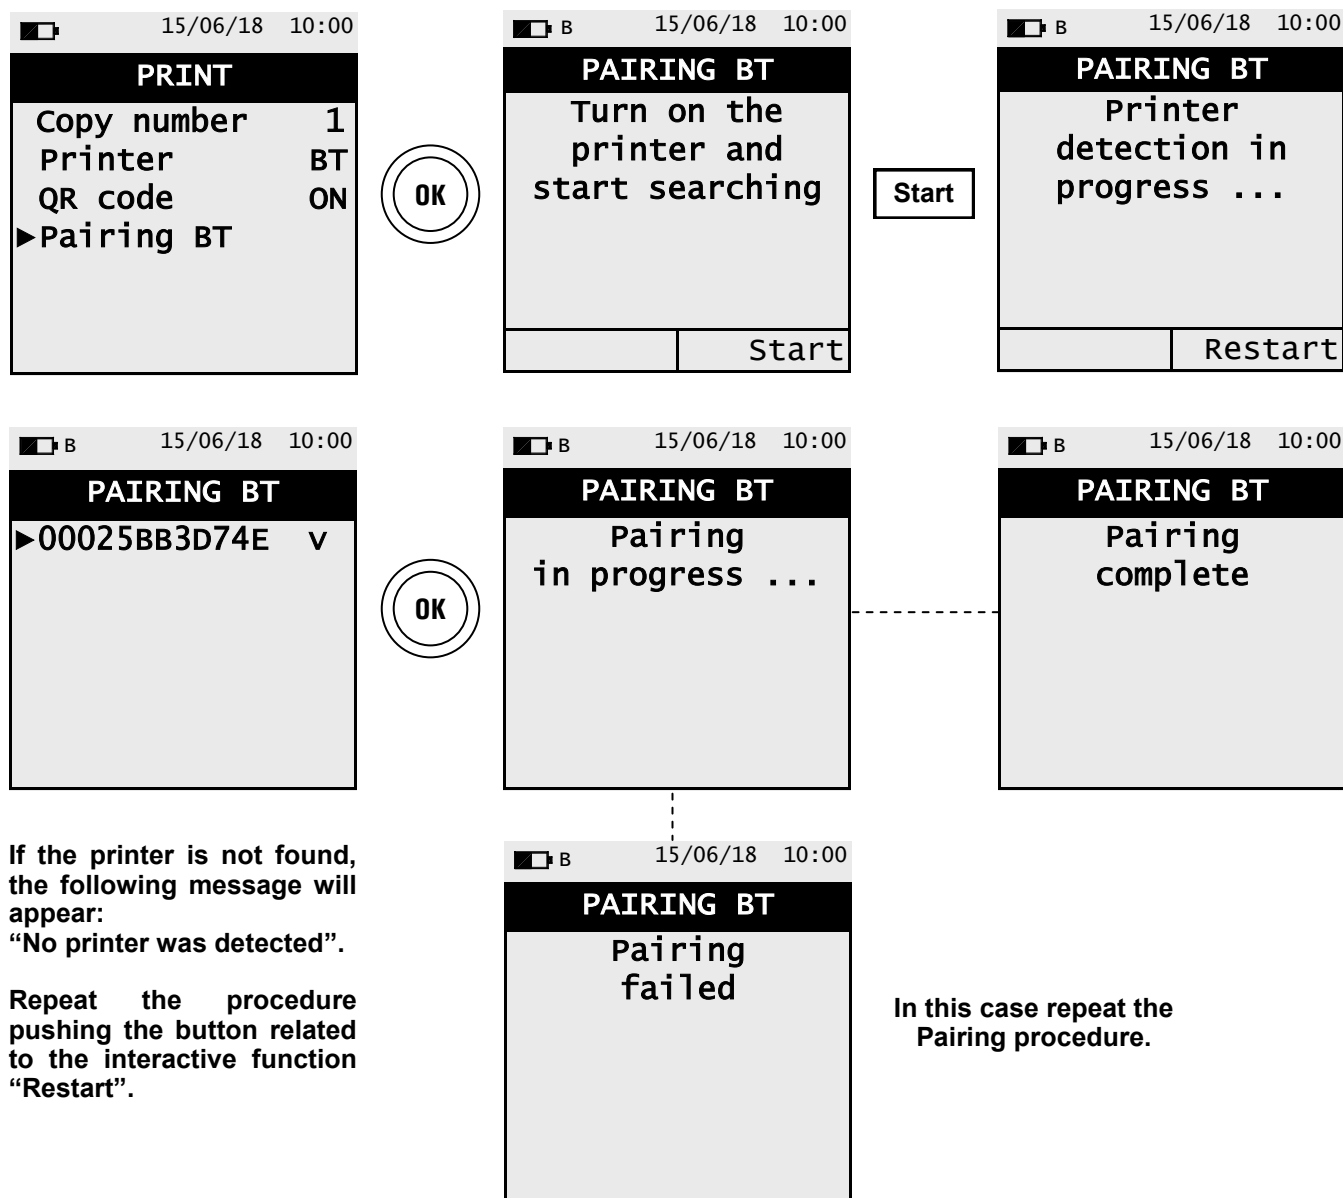 15/06/18 10:00
PRINT
Copy number 1
Printer BT
QR code ON
►Pairing BT
OK
B 15/06/18 10:00
PAIRING BT
Turn on the
printer and
start searching
Start
Start
B 15/06/18 10:00
PAIRING BT
Printer
detection in
progress ...
Restart
B 15/06/18 10:00
PAIRING BT
►00025BB3D74E V
OK
B 15/06/18 10:00
PAIRING BT
Pairing
in progress ...
B 15/06/18 10:00
PAIRING BT
Pairing
complete
If the printer is not found,
the following message will
appear:
“No printer was detected”.
Repeat the procedure
pushing the button related
to the interactive function
“Restart”.
B 15/06/18 10:00
PAIRING BT
Pairing
failed
In this case repeat the
Pairing procedure.